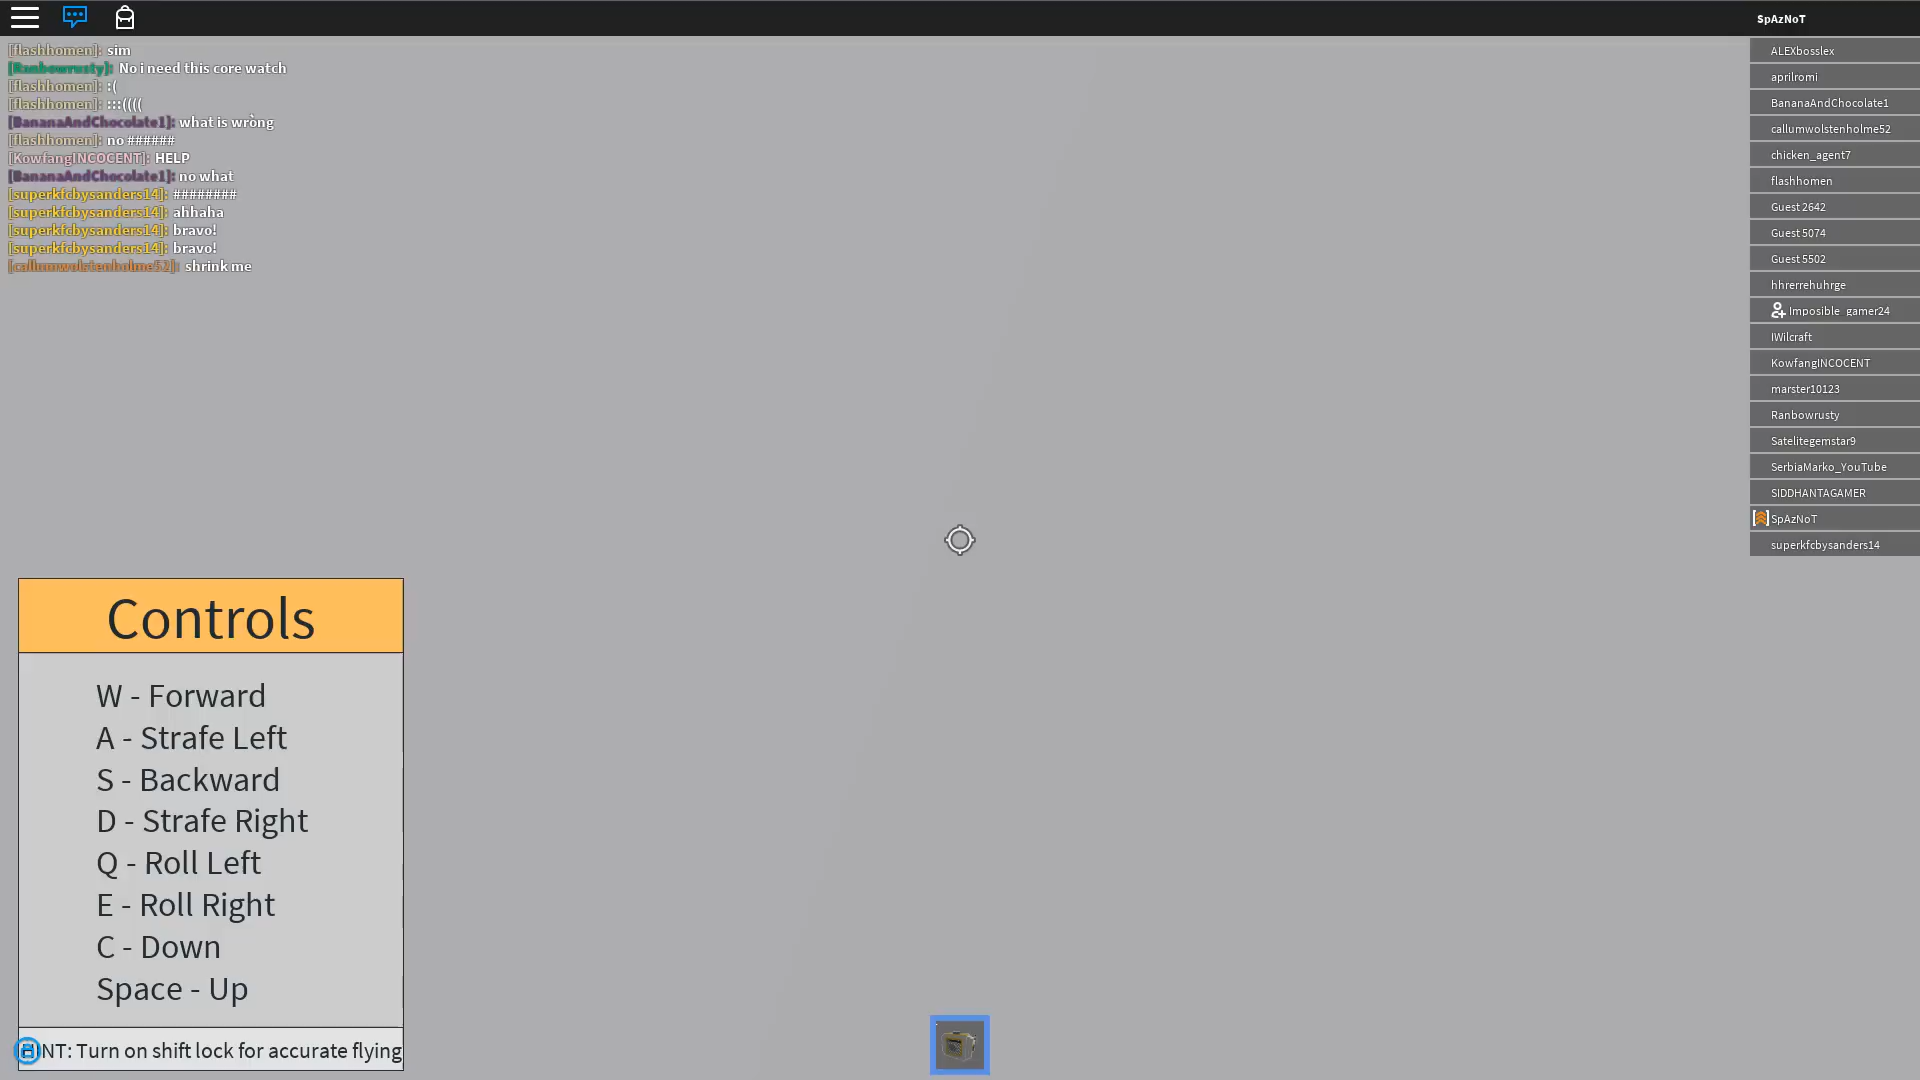 SpAzNoT
[flashhomen]: sim
[Ranbowrusty]: No i need this core watch
[flashhomen]: :(
[flashhomen]: :::((((
[BananaAndChocolate1]: what is wròng
[flashhomen]: no ######
[KowfangINCOCENT]: HELP
[BananaAndChocolate1]: no what
[superkfcbysanders14]: ########
[superkfcbysanders14]: ahhaha
[superkfcbysanders14]: bravo!
[superkfcbysanders14]: bravo!
[callumwolstenholme52]: shrink me
ALEXbosslex
aprilromi
BananaAndChocolate1
callumwolstenholme52
chicken_agent7
flashhomen
Guest 2642
Guest 5074
Guest 5502
hhrerrehuhrge
Imposible_gamer24
IWilcraft
KowfangINCOCENT
marster10123
Ranbowrusty
Satelitegemstar9
SerbiaMarko_YouTube
SIDDHANTAGAMER
SpAzNoT
superkfcbysanders14
Controls
W - Forward
A - Strafe Left
S - Backward
D - Strafe Right
Q - Roll Left
E - Roll Right
C - Down
Space - Up
HINT: Turn on shift lock for accurate flying